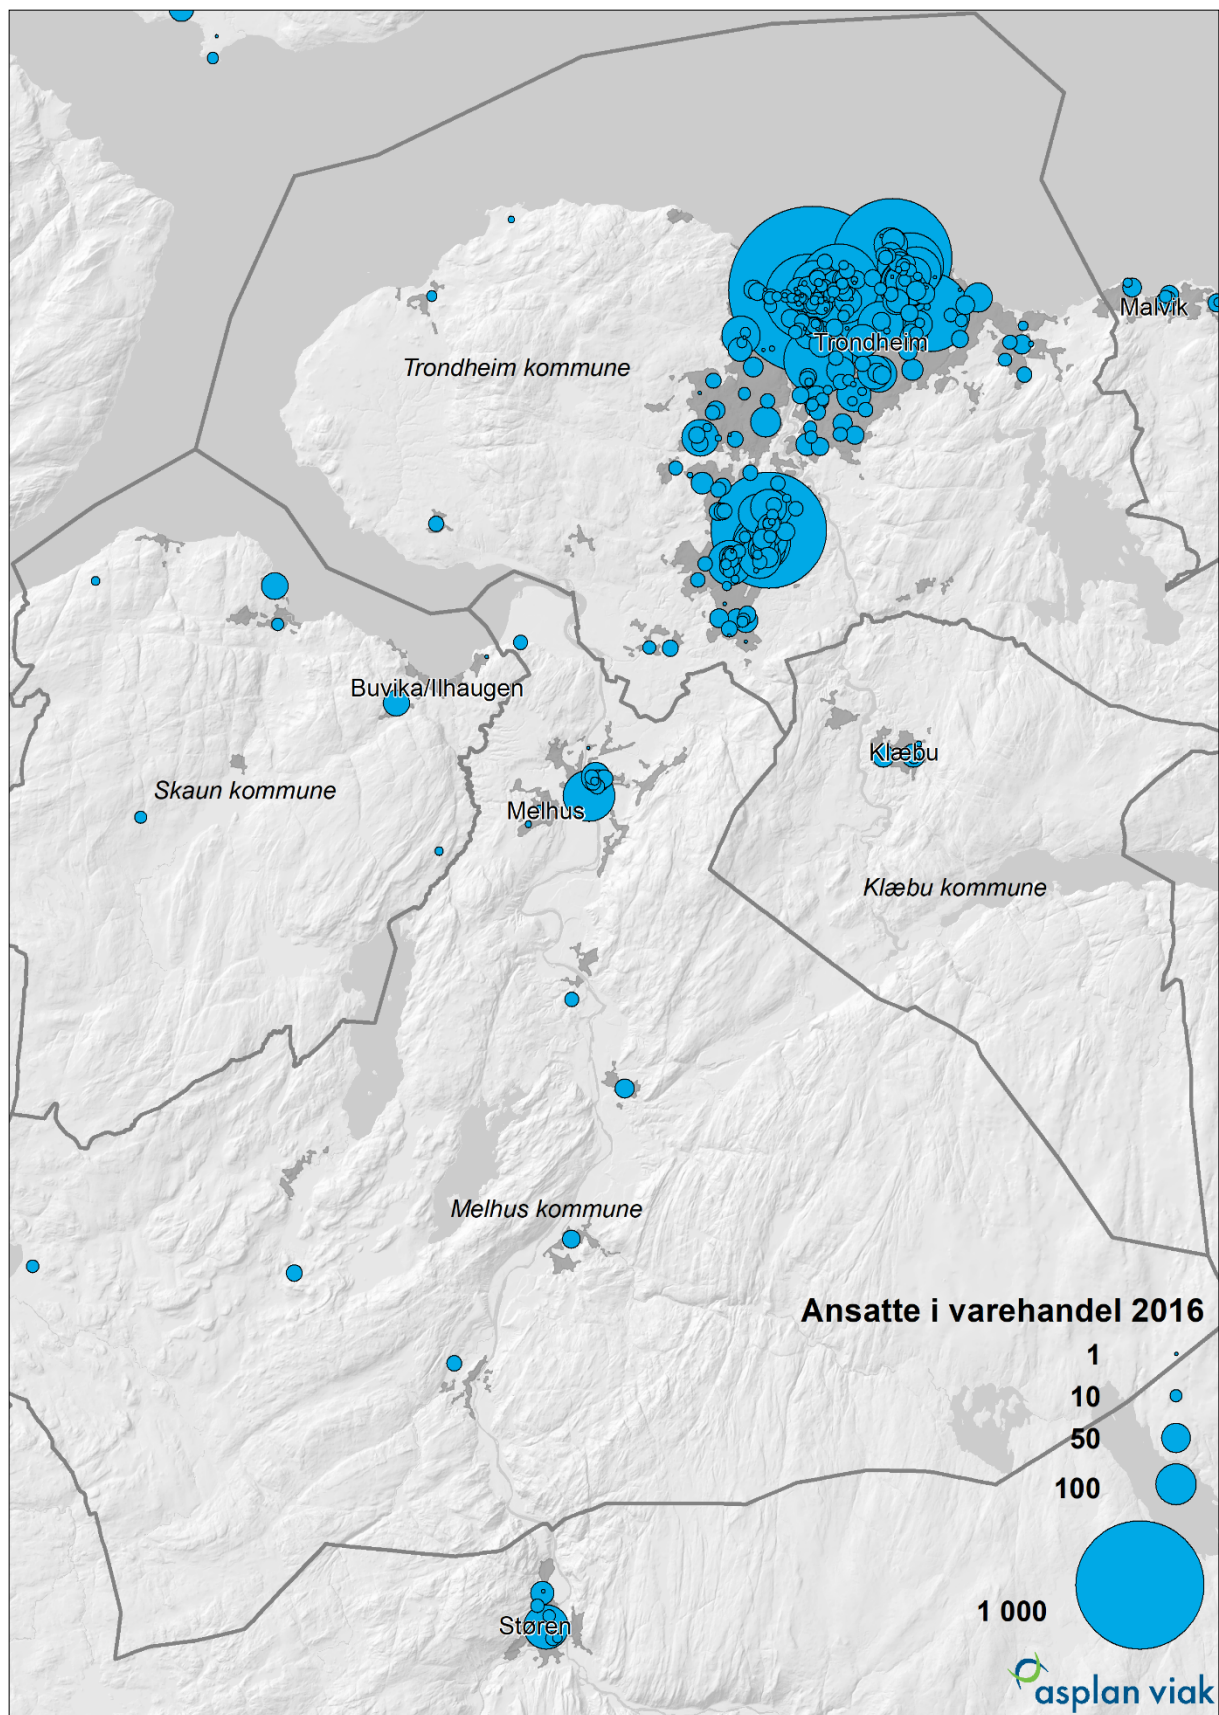 Malvik
Trondheim
Trondheim kommune
Buvika/Ilhaugen
Klæbu
Skaun kommune
Melhus
Klæbu kommune
Melhus kommune
Ansatte i varehandel 2016
1
10
50
100
1 000
Støren
asplan viak